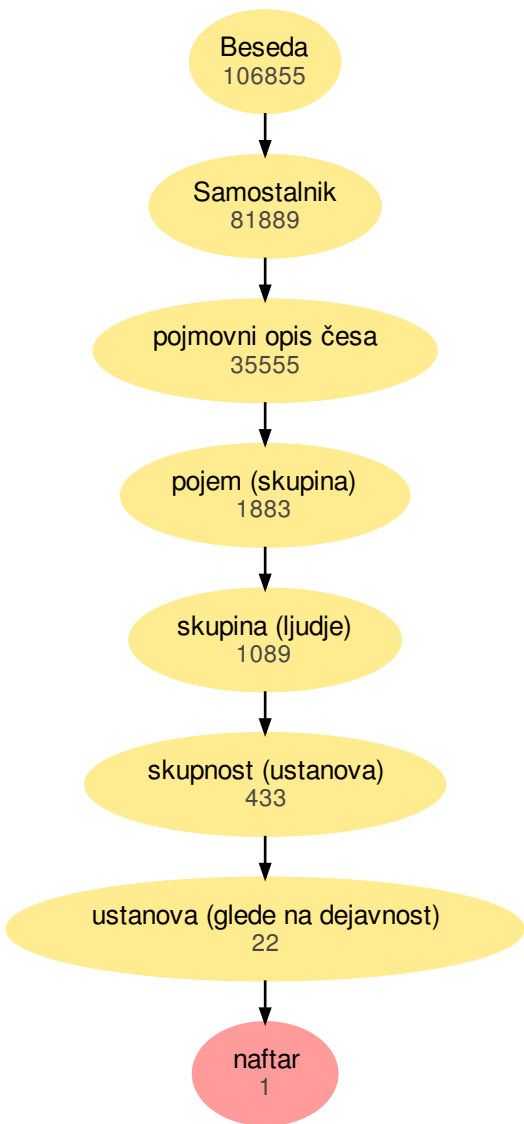 Beseda
106855
Samostalnik
81889
pojmovni opis česa
35555
pojem (skupina)
1883
skupina (ljudje)
1089
skupnost (ustanova)
433
ustanova (glede na dejavnost)
22
naftar
1